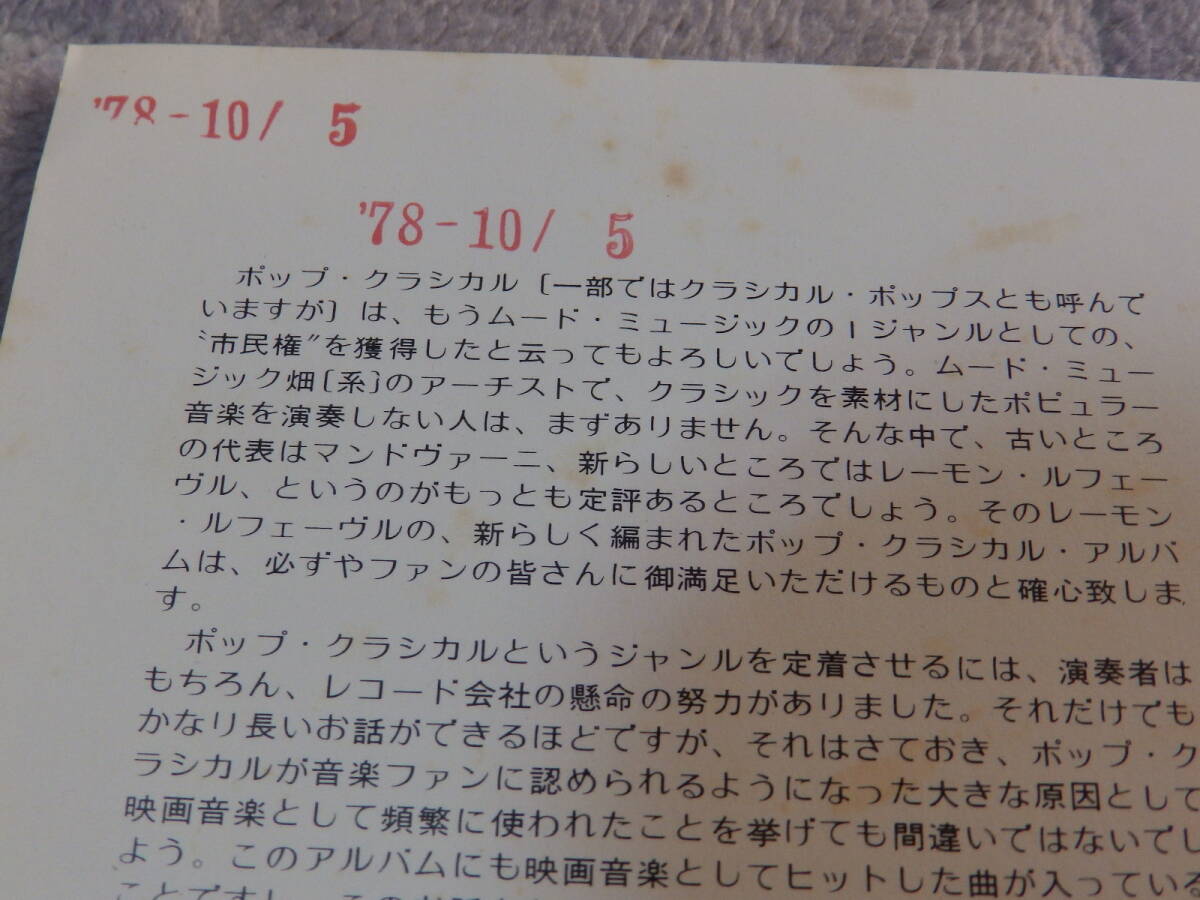 '78-10/ 5
'78-10/ 5
ポップ・クラシカル〔一部ではクラシカル・ポップスとも呼んで
いますが〕は、もうムード・ミュージックの1ジャンルとしての、
〝市民権〟を獲得したと云ってもよろしいでしょう。ムード・ミュー
ジック畑〔系〕のアーチストで、クラシックを素材にしたポピュラー
音楽を演奏しない人は、まずありません。そんな中で、古いところ
の代表はマンドヴァーニ、新らしいところではレーモン・ルフェー
ヴル、というのがもっとも定評あるところでしょう。そのレーモン
・ルフェーヴルの、新らしく編まれたポップ・クラシカル・アルバ
ムは、必ずやファンの皆さんに御満足いただけるものと確心致しま
す。
ポップ・クラシカルというジャンルを定着させるには、演奏者は
もちろん、レコード会社の懸命の努力がありました。それだけでも
かなり長いお話ができるほどですが、それはさておき、ポップ・ク
ラシカルが音楽ファンに認められるようになった大きな原因として
映画音楽として頻繁に使われたことを挙げても間違いではないでし
よう。このアルバムにも映画音楽としてヒットした曲が入っている
ことですし、この